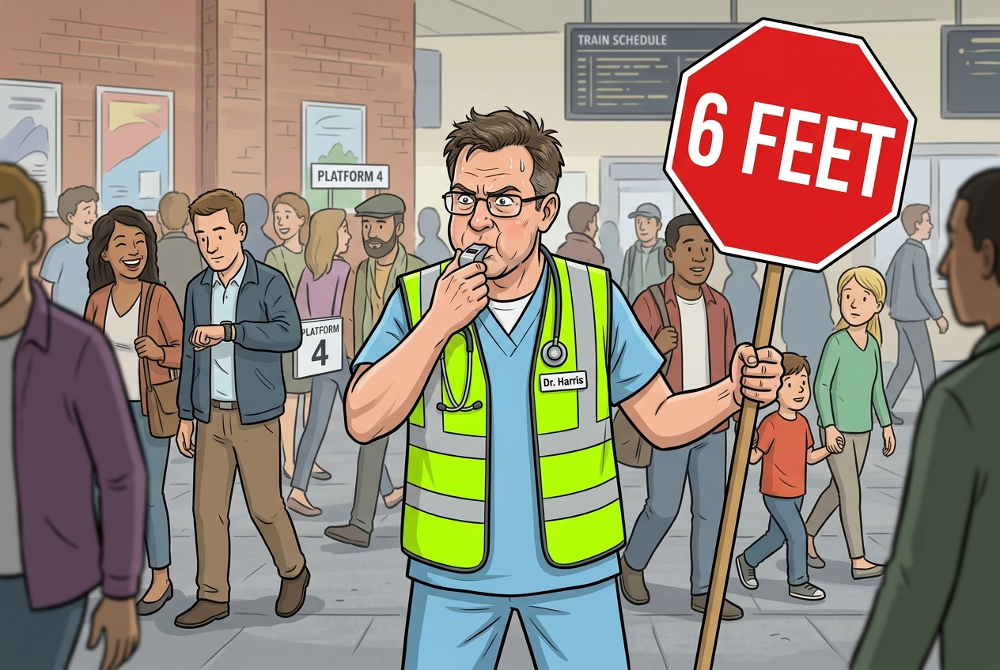 TRAIN SCHEDULE
6 FEET
PLATFORM 4
PLATFORM
4
Dr. Harris